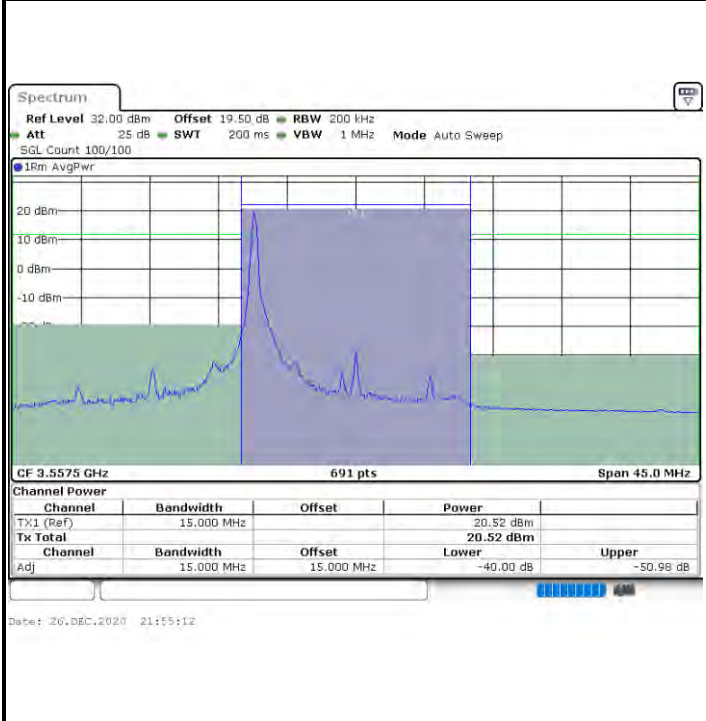 Spectrum
Ref Level 32.00 dBm Offset 19.50 dB RBW 200 kHz
Att 25 dB SWT 200 ms VBW 1 MHz Mode Auto Sweep
SGL Count 100/100
1Rm AvgPwr
20 dBm
10 dBm
0 dBm
-10 dBm
CF 3.5575 GHz 691 pts Span 45.0 MHz
Channel Power
Channel Bandwidth Offset Power
TX1 (Ref) 15.000 MHz 20.52 dBm
Tx Total 20.52 dBm
Channel Bandwidth Offset Lower Upper
Adj 15.000 MHz 15.000 MHz -40.00 dB -50.98 dB
Date: 26.DEC.2020 21:55:12